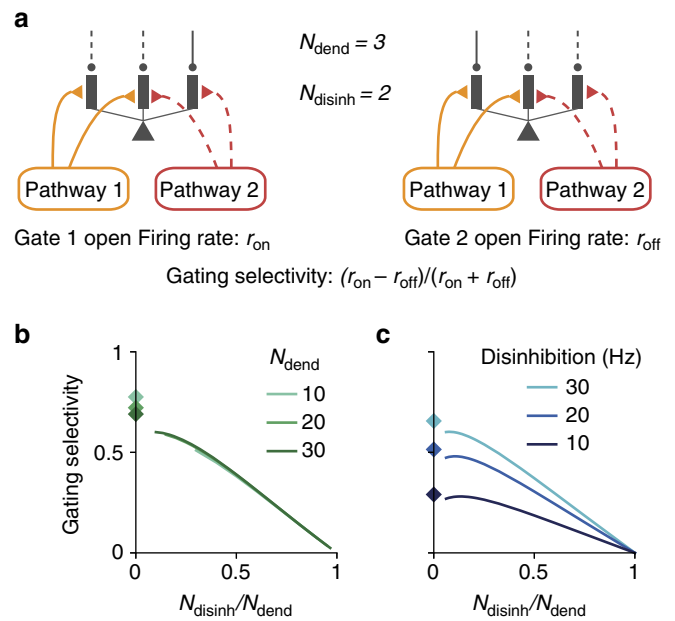 a
N_dend = 3
N_disinh = 2
Pathway 1 Pathway 2
Pathway 1 Pathway 2
Gate 1 open Firing rate: r_on
Gate 2 open Firing rate: r_off
Gating selectivity: (r_on − r_off)/(r_on + r_off)
b
Gating selectivity
1
0.5
0
N_dend
10
20
30
0 0.5 1
N_disinh/N_dend
c
Disinhibition (Hz)
30
20
10
0 0.5 1
N_disinh/N_dend